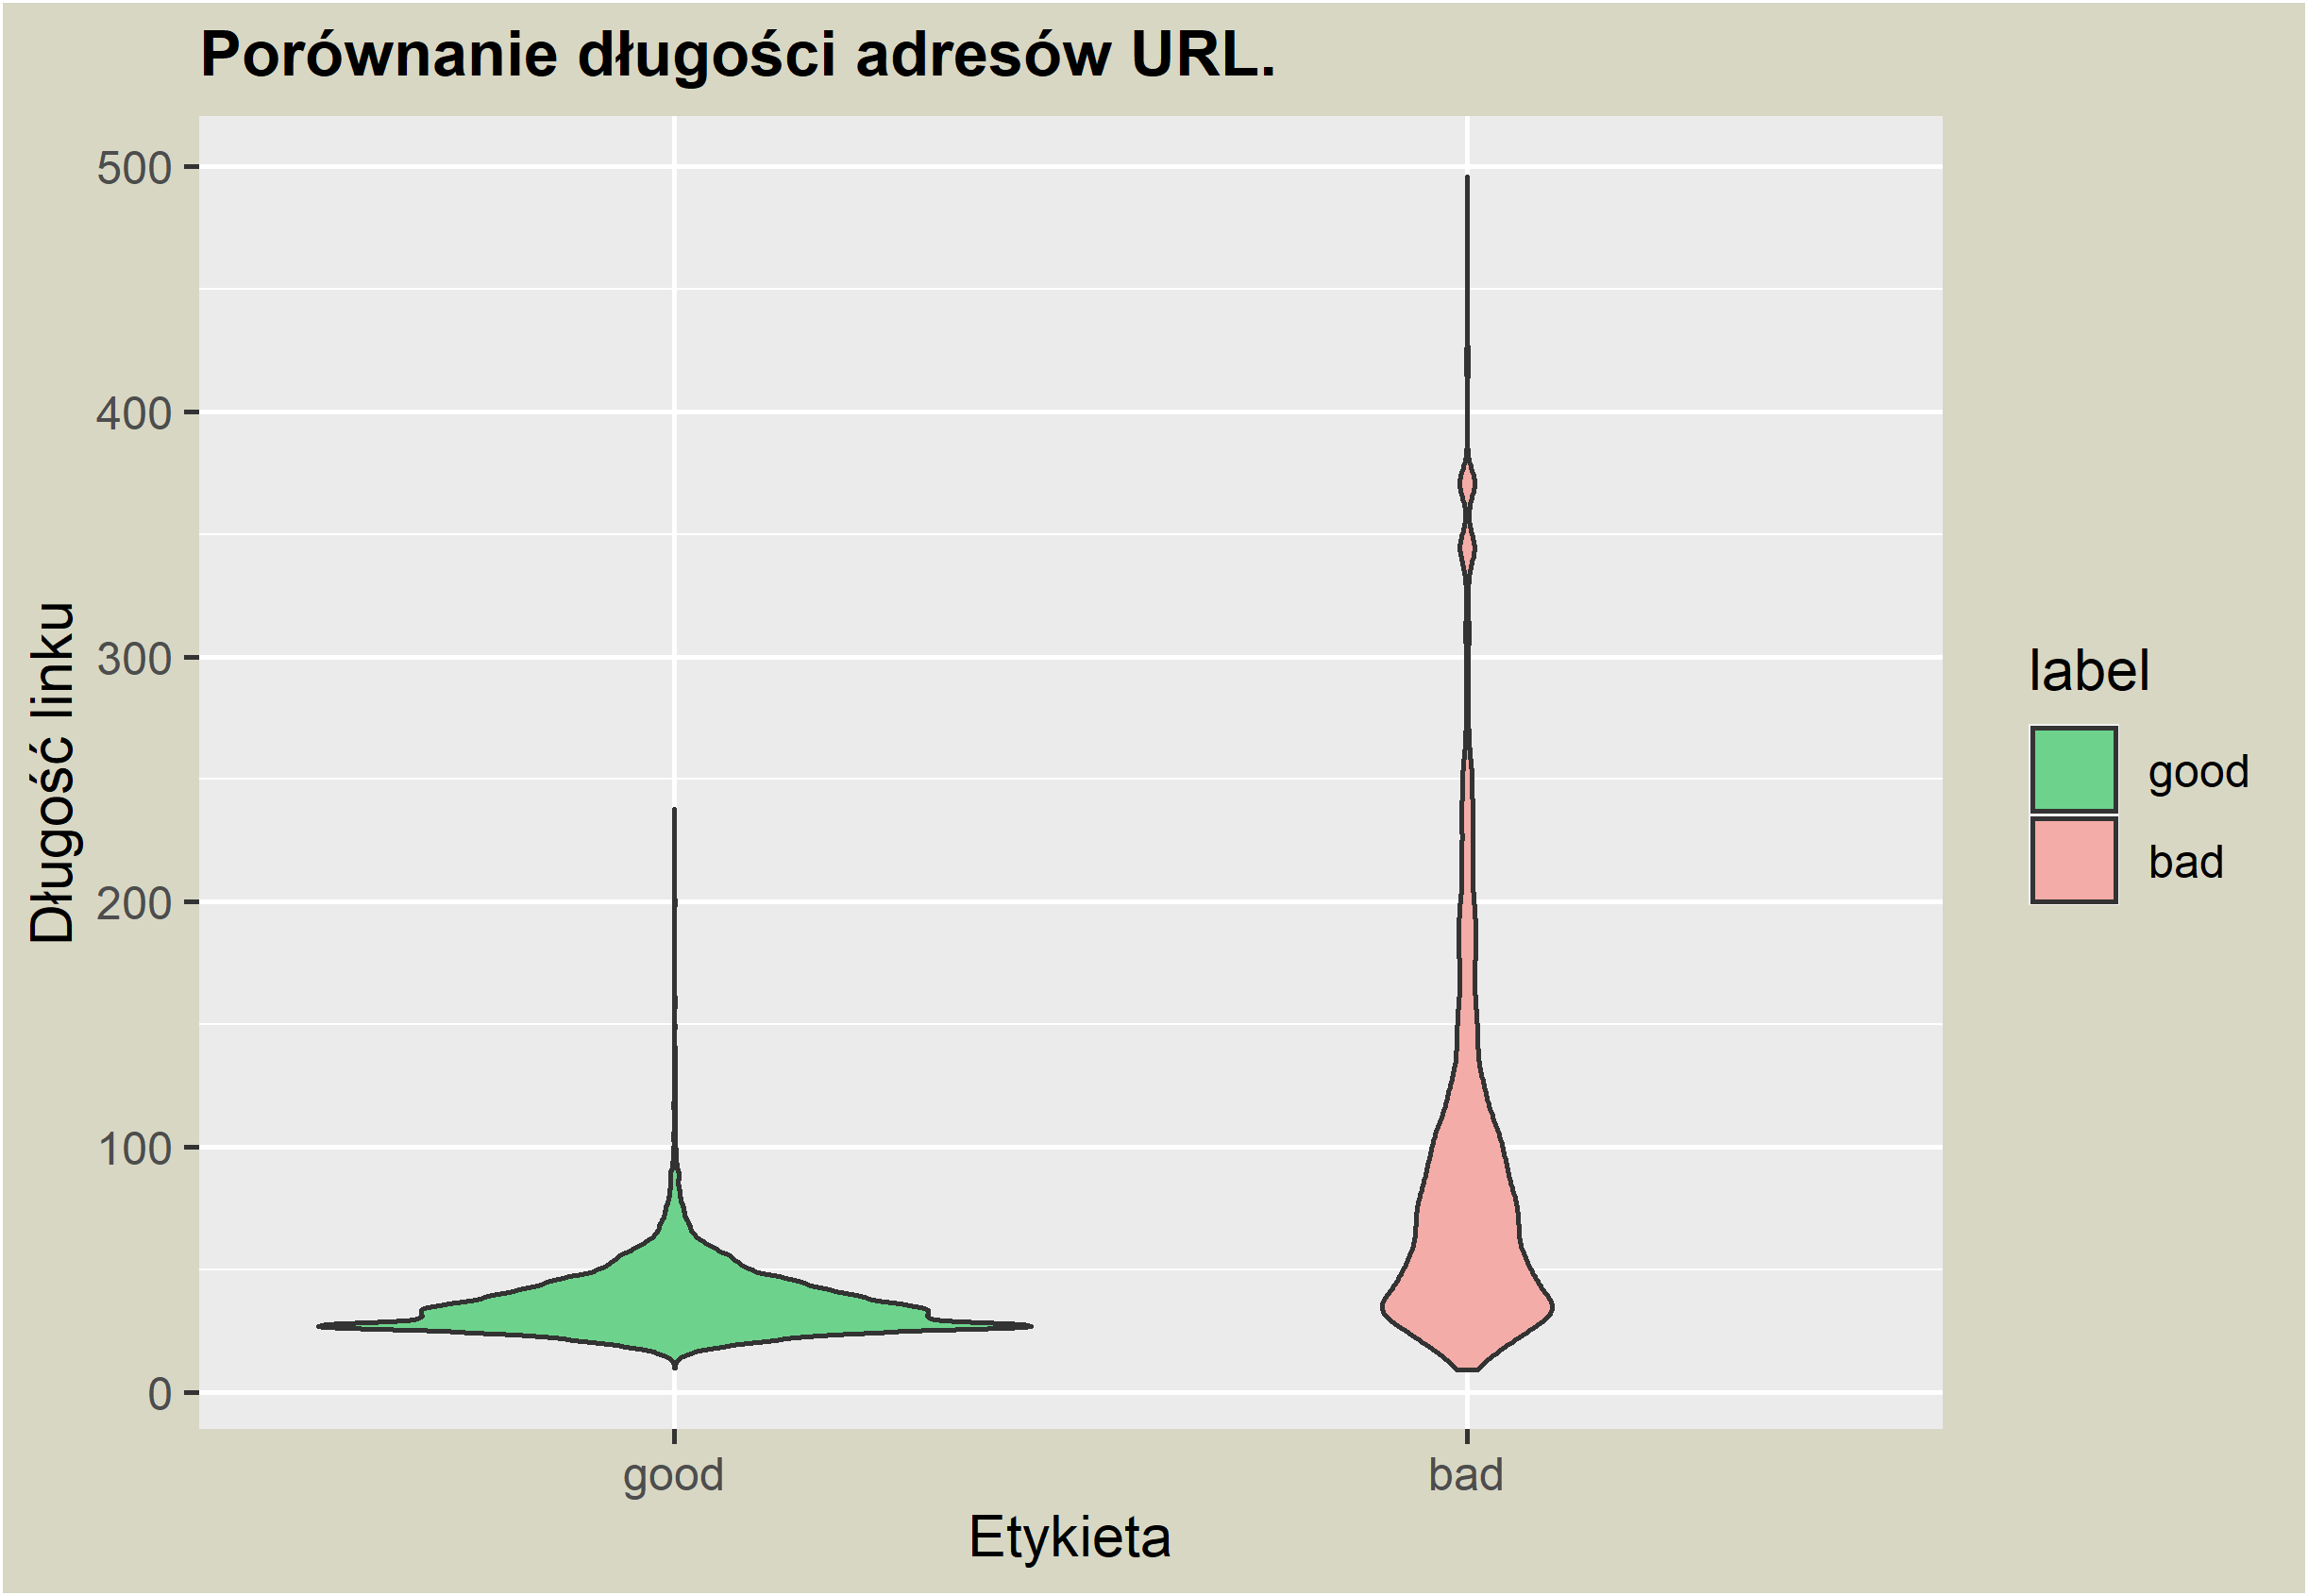 Porównanie długości adresów URL.
500
400
300
200
100
0
Długość linku
good
bad
Etykieta
label
good
bad